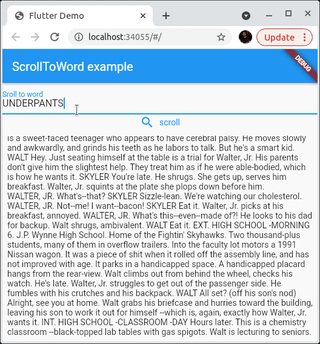 Flutter Demo
localhost:34055/#/
Update
DEBUG
ScrollToWord example
Sroll to word
UNDERPANTS
scroll
is a sweet-faced teenager who appears to have cerebral palsy. He moves slowly
and awkwardly, and grinds his teeth as he labors to talk. But he's a smart kid.
WALT Hey. Just seating himself at the table is a trial for Walter, Jr. His parents
don't give him the slightest help. They treat him as if he were able-bodied, which
is how he wants it. SKYLER You're late. He shrugs. She gets up, serves him
breakfast. Walter, Jr. squints at the plate she plops down before him.
WALTER, JR. What's--that? SKYLER Sizzle-lean. We're watching our cholesterol.
WALTER, JR. Not--me! I want--bacon! SKYLER Eat it. Walter, Jr. picks at his
breakfast, annoyed. WALTER, JR. What's this--even--made of?! He looks to his dad
for backup. Walt shrugs, ambivalent. WALT Eat it. EXT. HIGH SCHOOL -MORNING
6. J.P. Wynne High School. Home of the Fightin' Skyhawks. Two thousand-plus
students, many of them in overflow trailers. Into the faculty lot motors a 1991
Nissan wagon. It was a piece of shit when it rolled off the assembly line, and has
not improved with age. It parks in a handicapped space. A handicapped placard
hangs from the rear-view. Walt climbs out from behind the wheel, checks his
watch. He's late. Walter, Jr. struggles to get out of the passenger side. He
fumbles with his crutches and his backpack. WALT All set? (off his son's nod)
Alright, see you at home. Walt grabs his briefcase and hurries toward the building,
leaving his son to work it out for himself --which is, again, exactly how Walter, Jr.
wants it. INT. HIGH SCHOOL -CLASSROOM -DAY Hours later. This is a chemistry
classroom --black-topped lab tables with gas spigots. Walt is lecturing to seniors.